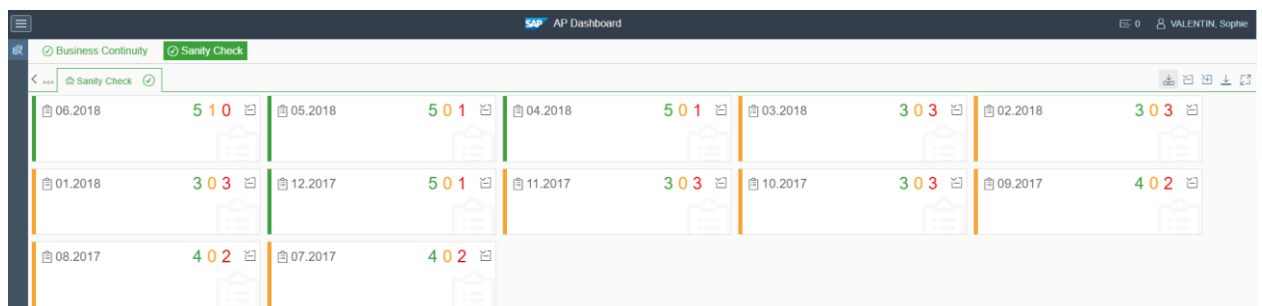 SAP AP Dashboard 0 VALENTIN, Sophie
Business Continuity Sanity Check
... Sanity Check
06.2018 5 1 0 05.2018 5 0 1 04.2018 5 0 1 03.2018 3 0 3 02.2018 3 0 3
01.2018 3 0 3 12.2017 5 0 1 11.2017 3 0 3 10.2017 3 0 3 09.2017 4 0 2
08.2017 4 0 2 07.2017 4 0 2